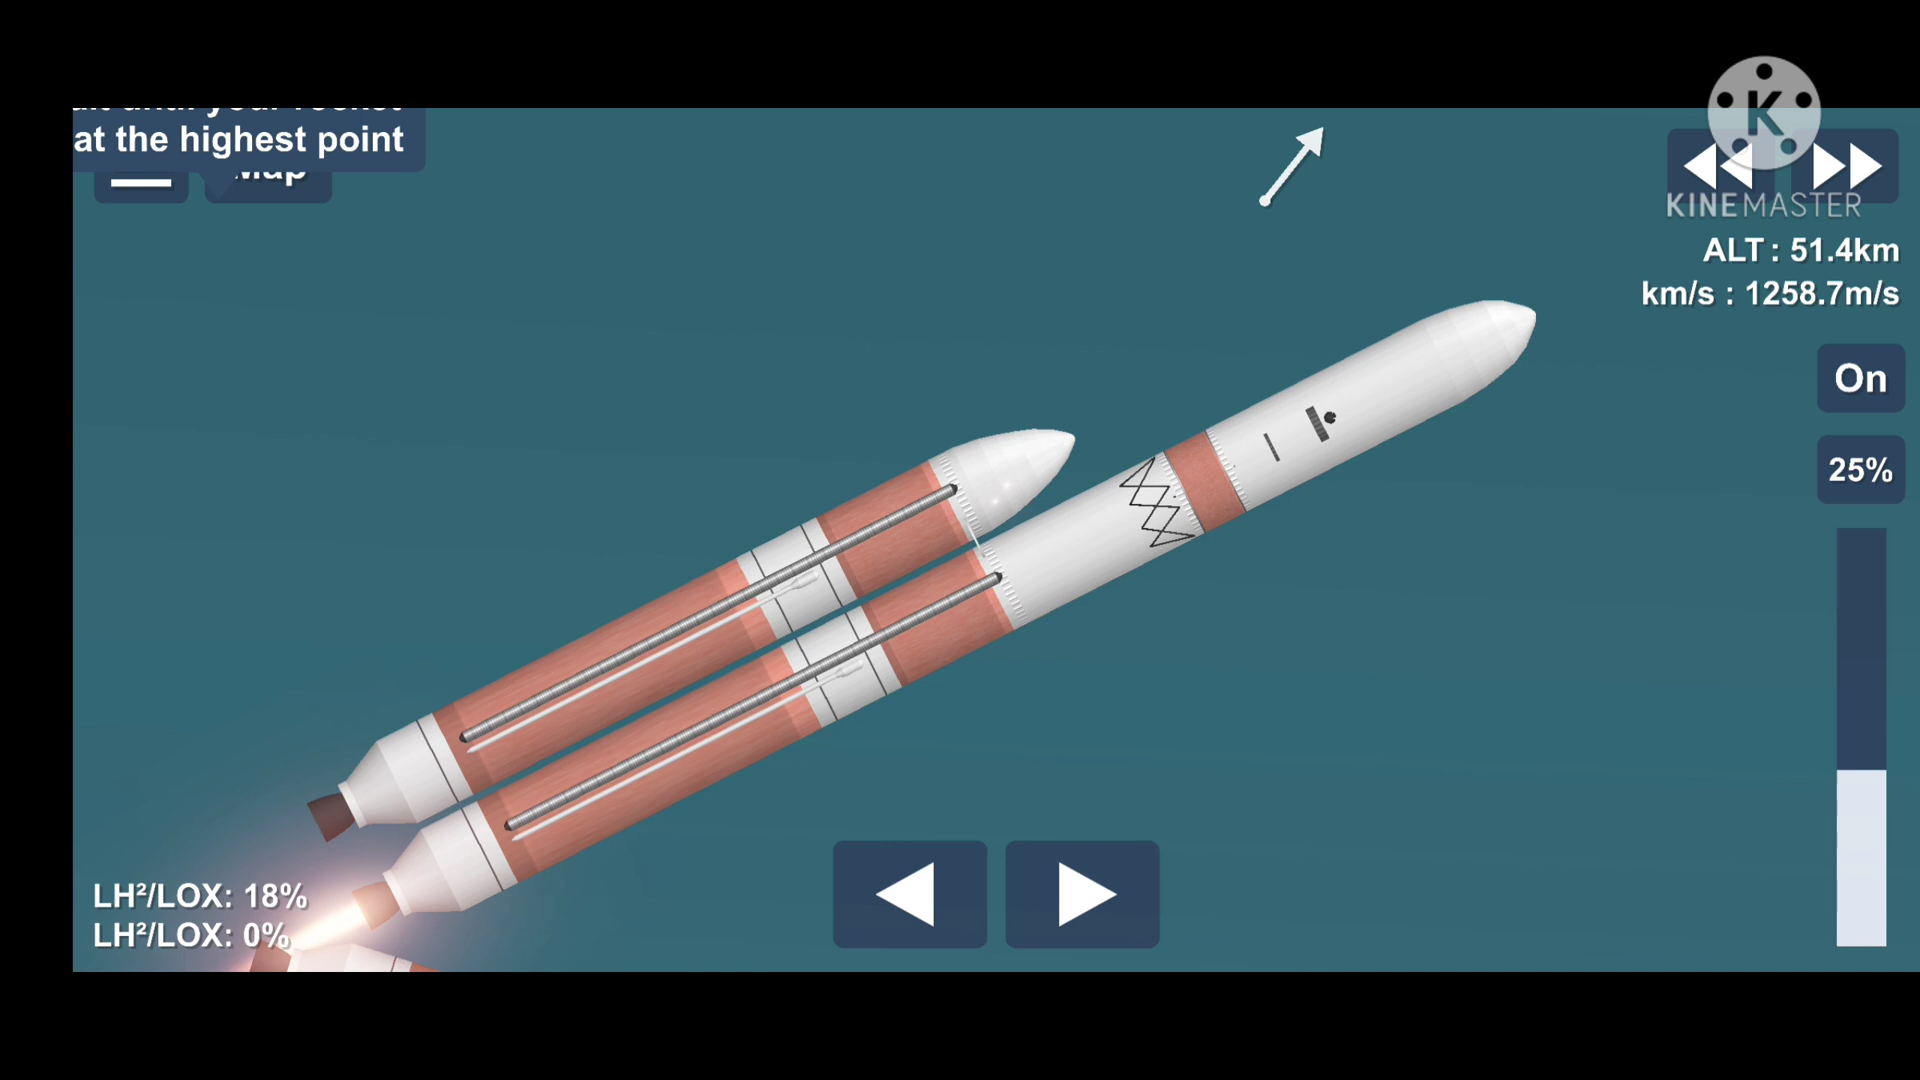 at the highest point
Map
KINEMASTER
ALT : 51.4km
km/s : 1258.7m/s
On
25%
LH²/LOX: 18%
LH²/LOX: 0%